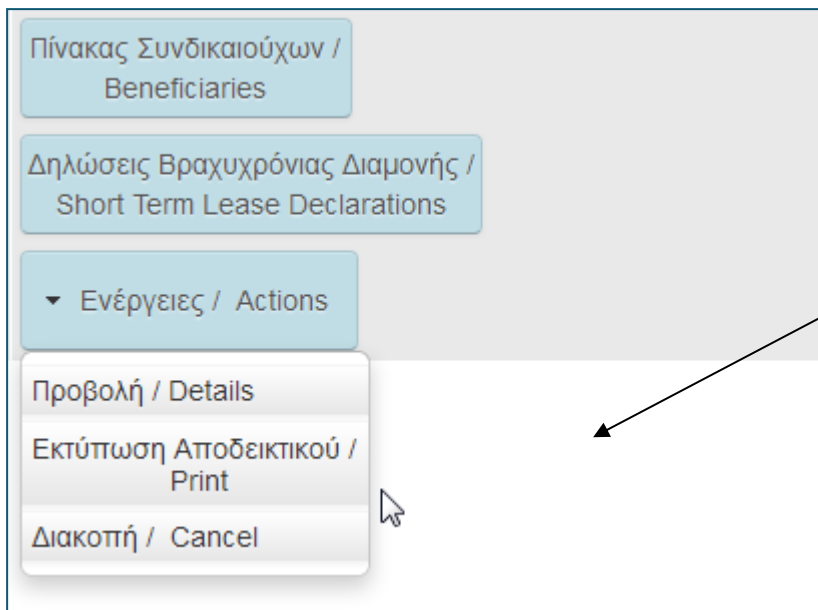 Πίνακας Συνδικαιούχων /
Beneficiaries
Δηλώσεις Βραχυχρόνιας Διαμονής /
Short Term Lease Declarations
Ενέργειες / Actions
Προβολή / Details
Εκτύπωση Αποδεικτικού /
Print
Διακοπή / Cancel